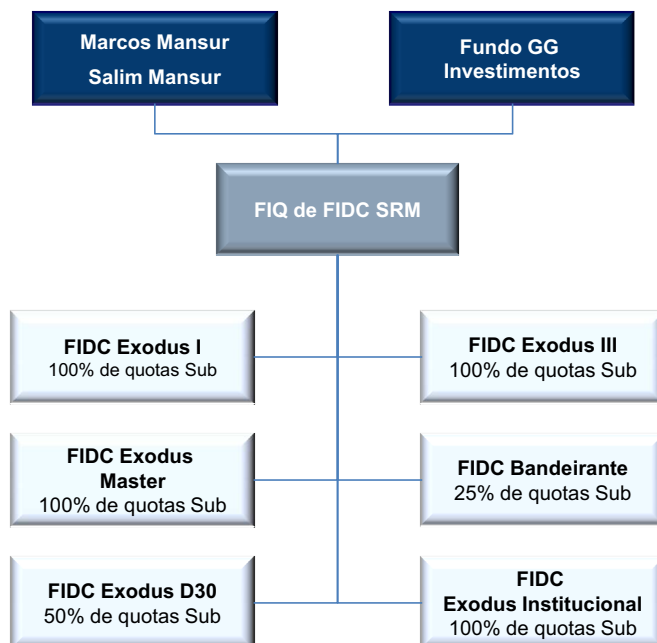 Marcos Mansur
Salim Mansur
Fundo GG
Investimentos
FIQ de FIDC SRM
FIDC Exodus I
100% de quotas Sub
FIDC Exodus III
100% de quotas Sub
FIDC Exodus
Master
100% de quotas Sub
FIDC Bandeirante
25% de quotas Sub
FIDC Exodus D30
50% de quotas Sub
FIDC
Exodus Institucional
100% de quotas Sub